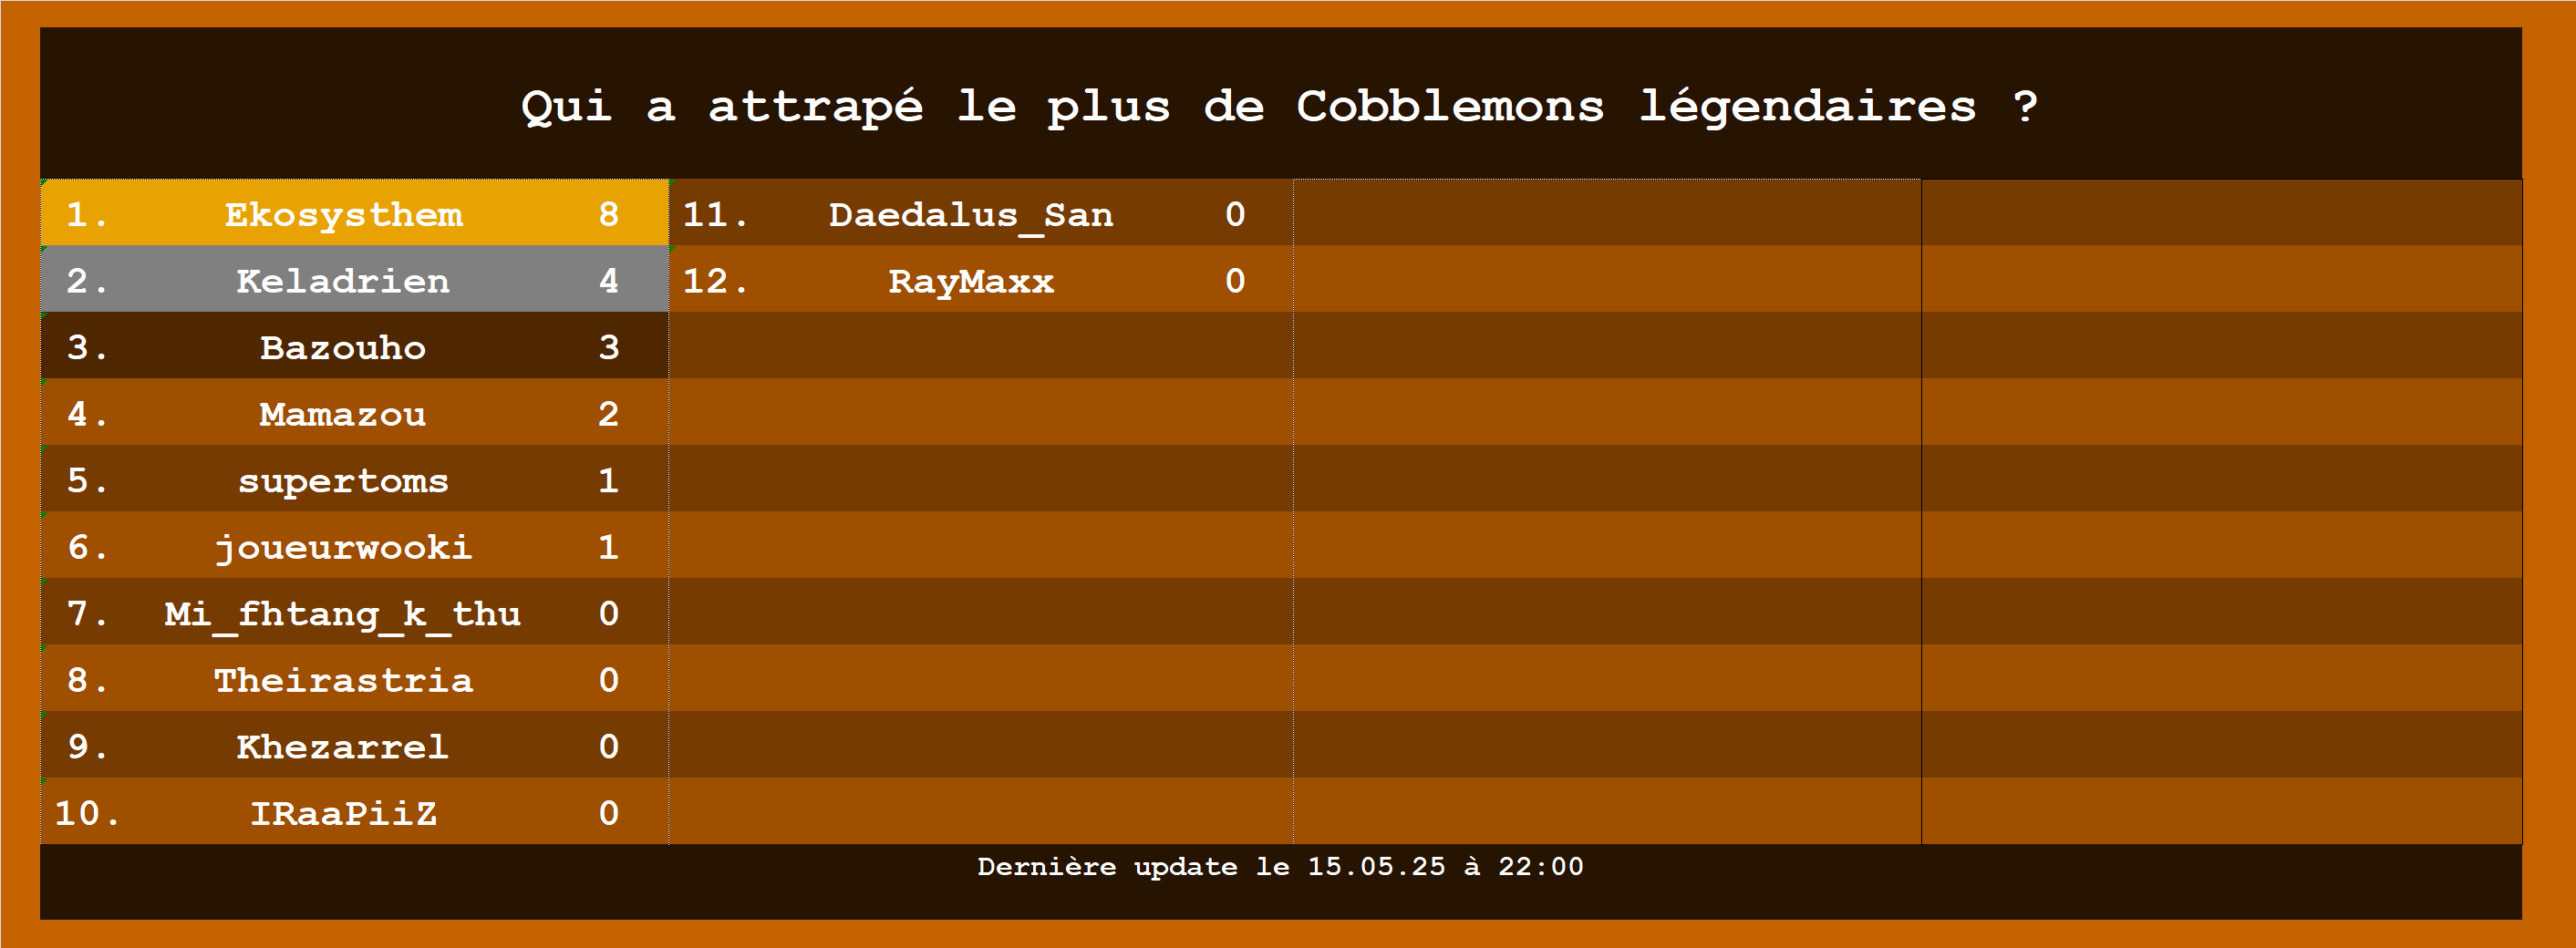 Qui a attrapé le plus de Cobblemons légendaires ?
1. Ekosysthem 8
2. Keladrien 4
3. Bazouho 3
4. Mamazou 2
5. supertoms 1
6. joueurwooki 1
7. Mi_fhtang_k_thu 0
8. Theirastria 0
9. Khezarrel 0
10. IRaaPiiZ 0
11. Daedalus_San 0
12. RayMaxx 0
Dernière update le 15.05.25 à 22:00